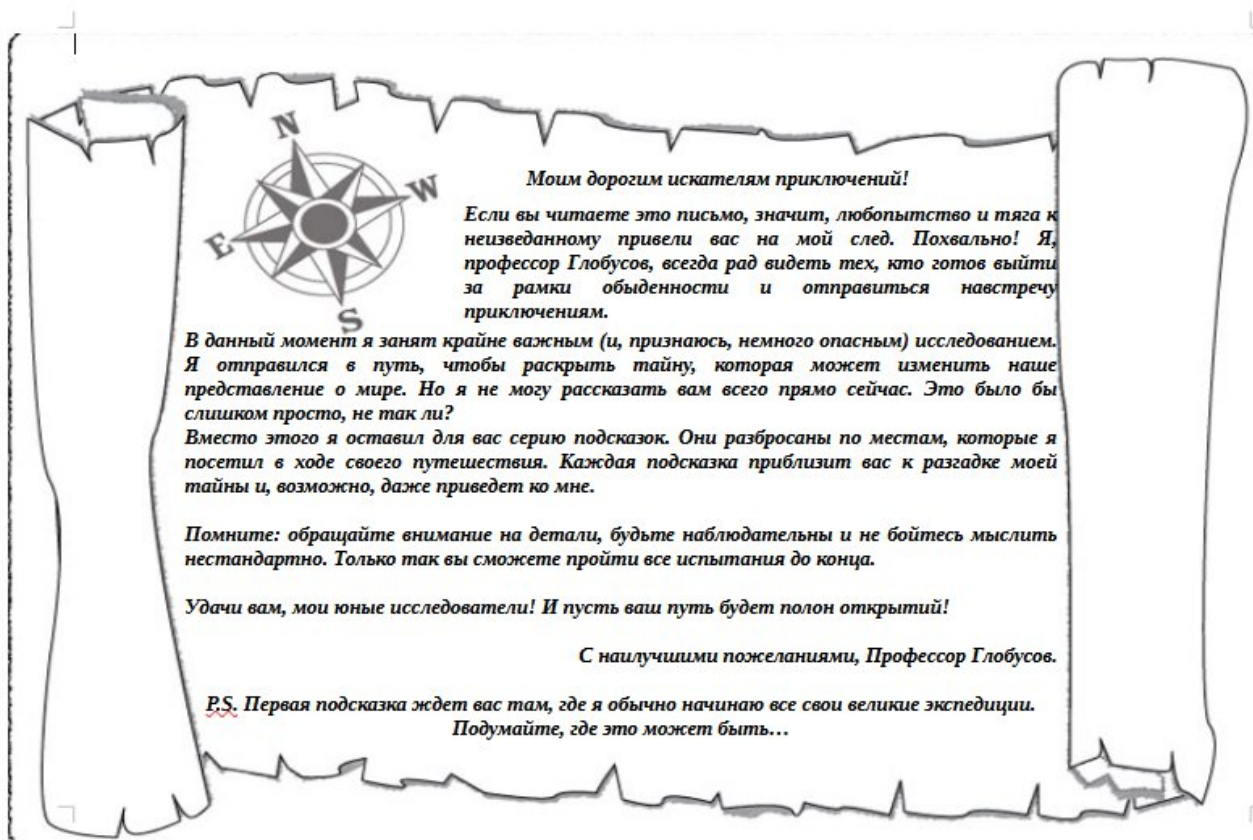 N
W
E
S
Моим дорогим искателям приключений!
Если вы читаете это письмо, значит, любопытство и тяга к
неизведанному привели вас на мой след. Похвально! Я,
профессор Глобусов, всегда рад видеть тех, кто готов выйти
за рамки обыденности и отправиться навстречу
приключениям.
В данный момент я занят крайне важным (и, признаюсь, немного опасным) исследованием.
Я отправился в путь, чтобы раскрыть тайну, которая может изменить наше
представление о мире. Но я не могу рассказать вам всего прямо сейчас. Это было бы
слишком просто, не так ли?
Вместо этого я оставил для вас серию подсказок. Они разбросаны по местам, которые я
посетил в ходе своего путешествия. Каждая подсказка приблизит вас к разгадке моей
тайны и, возможно, даже приведет ко мне.
Помните: обращайте внимание на детали, будьте наблюдательны и не бойтесь мыслить
нестандартно. Только так вы сможете пройти все испытания до конца.
Удачи вам, мои юные исследователи! И пусть ваш путь будет полон открытий!
С наилучшими пожеланиями, Профессор Глобусов.
P.S. Первая подсказка ждет вас там, где я обычно начинаю все свои великие экспедиции.
Подумайте, где это может быть…